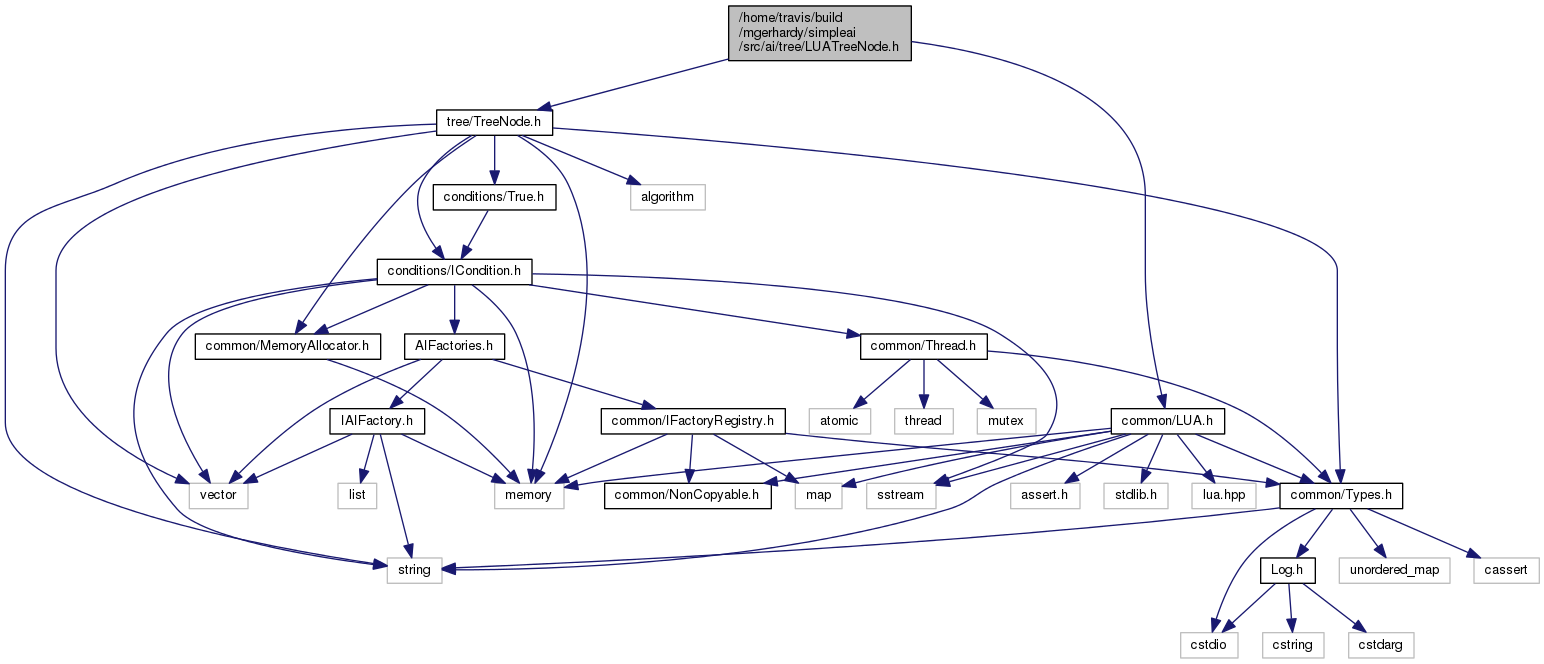 /home/travis/build
/mgerhardy/simpleai
/src/ai/tree/LUATreeNode.h
tree/TreeNode.h
conditions/True.h
algorithm
conditions/ICondition.h
common/MemoryAllocator.h
AIFactories.h
common/Thread.h
IAIFactory.h
common/IFactoryRegistry.h
atomic
thread
mutex
common/LUA.h
vector
list
memory
common/NonCopyable.h
map
sstream
assert.h
stdlib.h
lua.hpp
common/Types.h
string
Log.h
unordered_map
cassert
cstdio
cstring
cstdarg